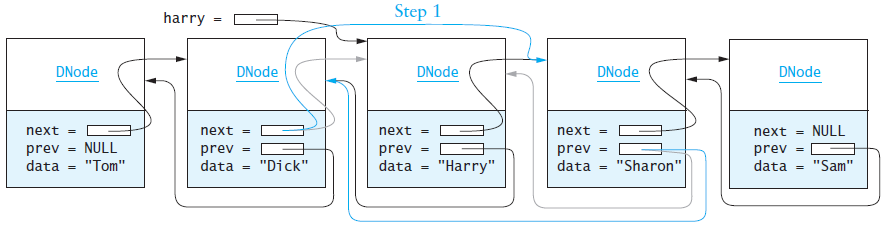 Step 1
harry =
DNode
next =
prev = NULL
data = "Tom"
DNode
next =
prev =
data = "Dick"
DNode
next =
prev =
data = "Harry"
DNode
next =
prev =
data = "Sharon"
DNode
next = NULL
prev =
data = "Sam"